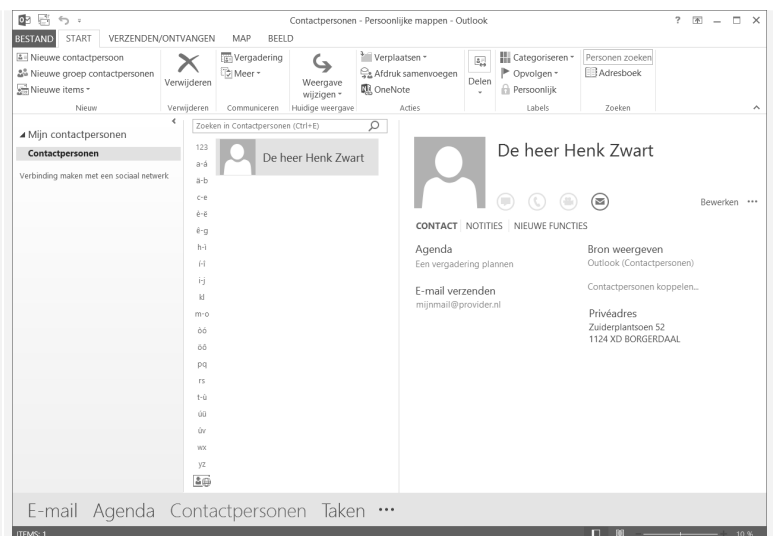 Contactpersonen - Persoonlijke mappen - Outlook
BESTAND START VERZENDEN/ONTVANGEN MAP BEELD
Nieuwe contactpersoon
Nieuwe groep contactpersonen
Nieuwe items
Nieuw
Verwijderen
Verwijderen
Vergadering
Meer
Communiceren
Weergave
wijzigen
Huidige weergave
Verplaatsen
Afdruk samenvoegen
OneNote
Acties
Delen
Categoriseren
Opvolgen
Persoonlijk
Labels
Personen zoeken
Adresboek
Zoeken
Mijn contactpersonen
Contactpersonen
Verbinding maken met een sociaal netwerk
Zoeken in Contactpersonen (Ctrl+E)
123
a-á
ä-b
c-e
è-ë
ê-g
h-ì
í-î
i-j
kl
m-o
òó
öô
pq
rs
t-ù
úü
ûv
wx
yz
De heer Henk Zwart
De heer Henk Zwart
Bewerken •••
CONTACT NOTITIES NIEUWE FUNCTIES
Agenda
Een vergadering plannen
E-mail verzenden
mijnmail@provider.nl
Bron weergeven
Outlook (Contactpersonen)
Contactpersonen koppelen...
Privéadres
Zuiderplantsoen 52
1124 XD BORGERDAAL
E-mail Agenda Contactpersonen Taken •••
ITEMS: 1
10 %